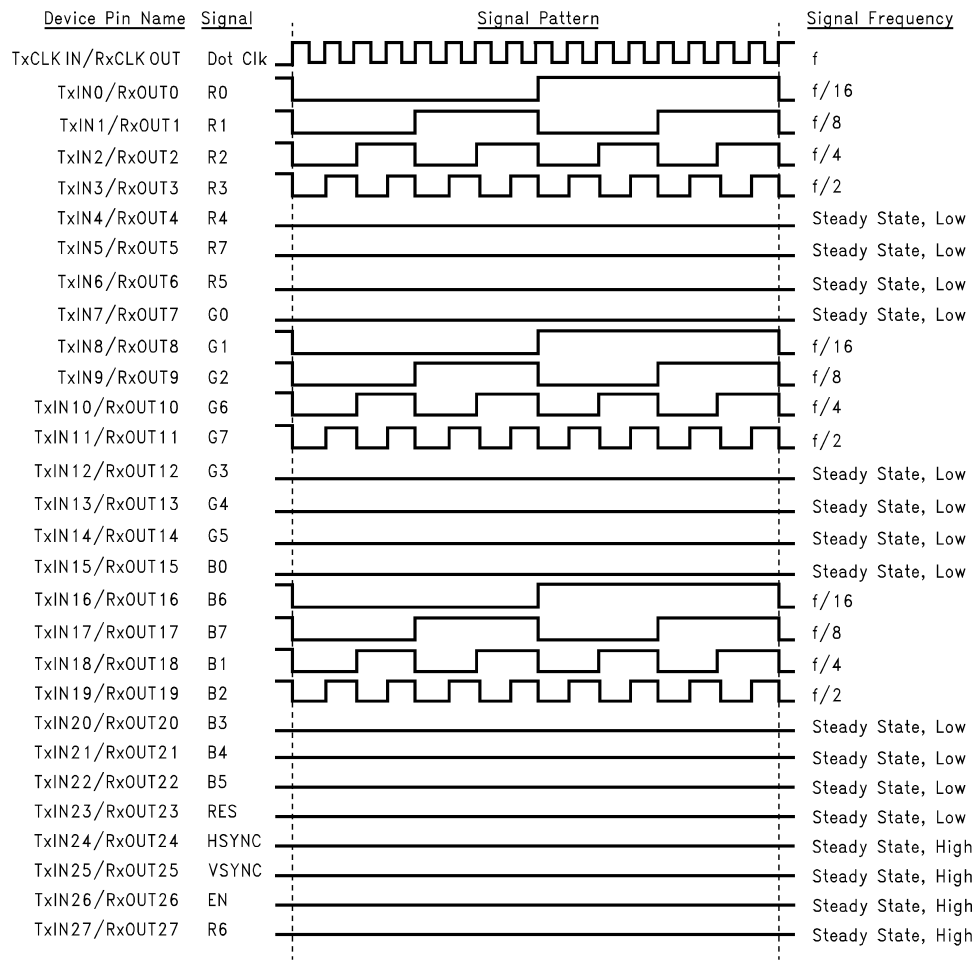 Device Pin Name Signal Signal Pattern Signal Frequency
TxCLK IN/RxCLK OUT Dot Clk f
TxIN0/RxOUT0 R0 f/16
TxIN1/RxOUT1 R1 f/8
TxIN2/RxOUT2 R2 f/4
TxIN3/RxOUT3 R3 f/2
TxIN4/RxOUT4 R4 Steady State, Low
TxIN5/RxOUT5 R7 Steady State, Low
TxIN6/RxOUT6 R5 Steady State, Low
TxIN7/RxOUT7 G0 Steady State, Low
TxIN8/RxOUT8 G1 f/16
TxIN9/RxOUT9 G2 f/8
TxIN10/RxOUT10 G6 f/4
TxIN11/RxOUT11 G7 f/2
TxIN12/RxOUT12 G3 Steady State, Low
TxIN13/RxOUT13 G4 Steady State, Low
TxIN14/RxOUT14 G5 Steady State, Low
TxIN15/RxOUT15 B0 Steady State, Low
TxIN16/RxOUT16 B6 f/16
TxIN17/RxOUT17 B7 f/8
TxIN18/RxOUT18 B1 f/4
TxIN19/RxOUT19 B2 f/2
TxIN20/RxOUT20 B3 Steady State, Low
TxIN21/RxOUT21 B4 Steady State, Low
TxIN22/RxOUT22 B5 Steady State, Low
TxIN23/RxOUT23 RES Steady State, Low
TxIN24/RxOUT24 HSYNC Steady State, High
TxIN25/RxOUT25 VSYNC Steady State, High
TxIN26/RxOUT26 EN Steady State, High
TxIN27/RxOUT27 R6 Steady State, High